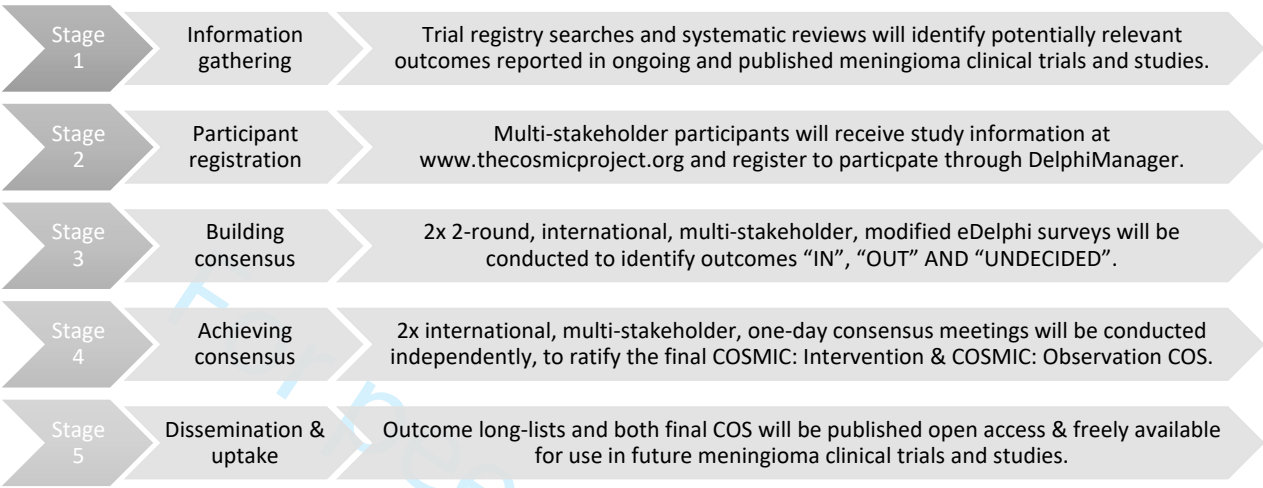 Stage
1
Information
gathering
Trial registry searches and systematic reviews will identify potentially relevant
outcomes reported in ongoing and published meningioma clinical trials and studies.
Stage
2
Participant
registration
Multi-stakeholder participants will receive study information at
www.thecosmicproject.org and register to particpate through DelphiManager.
Stage
3
Building
consensus
2x 2-round, international, multi-stakeholder, modified eDelphi surveys will be
conducted to identify outcomes “IN”, “OUT” AND “UNDECIDED”.
Stage
4
Achieving
consensus
2x international, multi-stakeholder, one-day consensus meetings will be conducted
independently, to ratify the final COSMIC: Intervention & COSMIC: Observation COS.
Stage
5
Dissemination &
uptake
Outcome long-lists and both final COS will be published open access & freely available
for use in future meningioma clinical trials and studies.